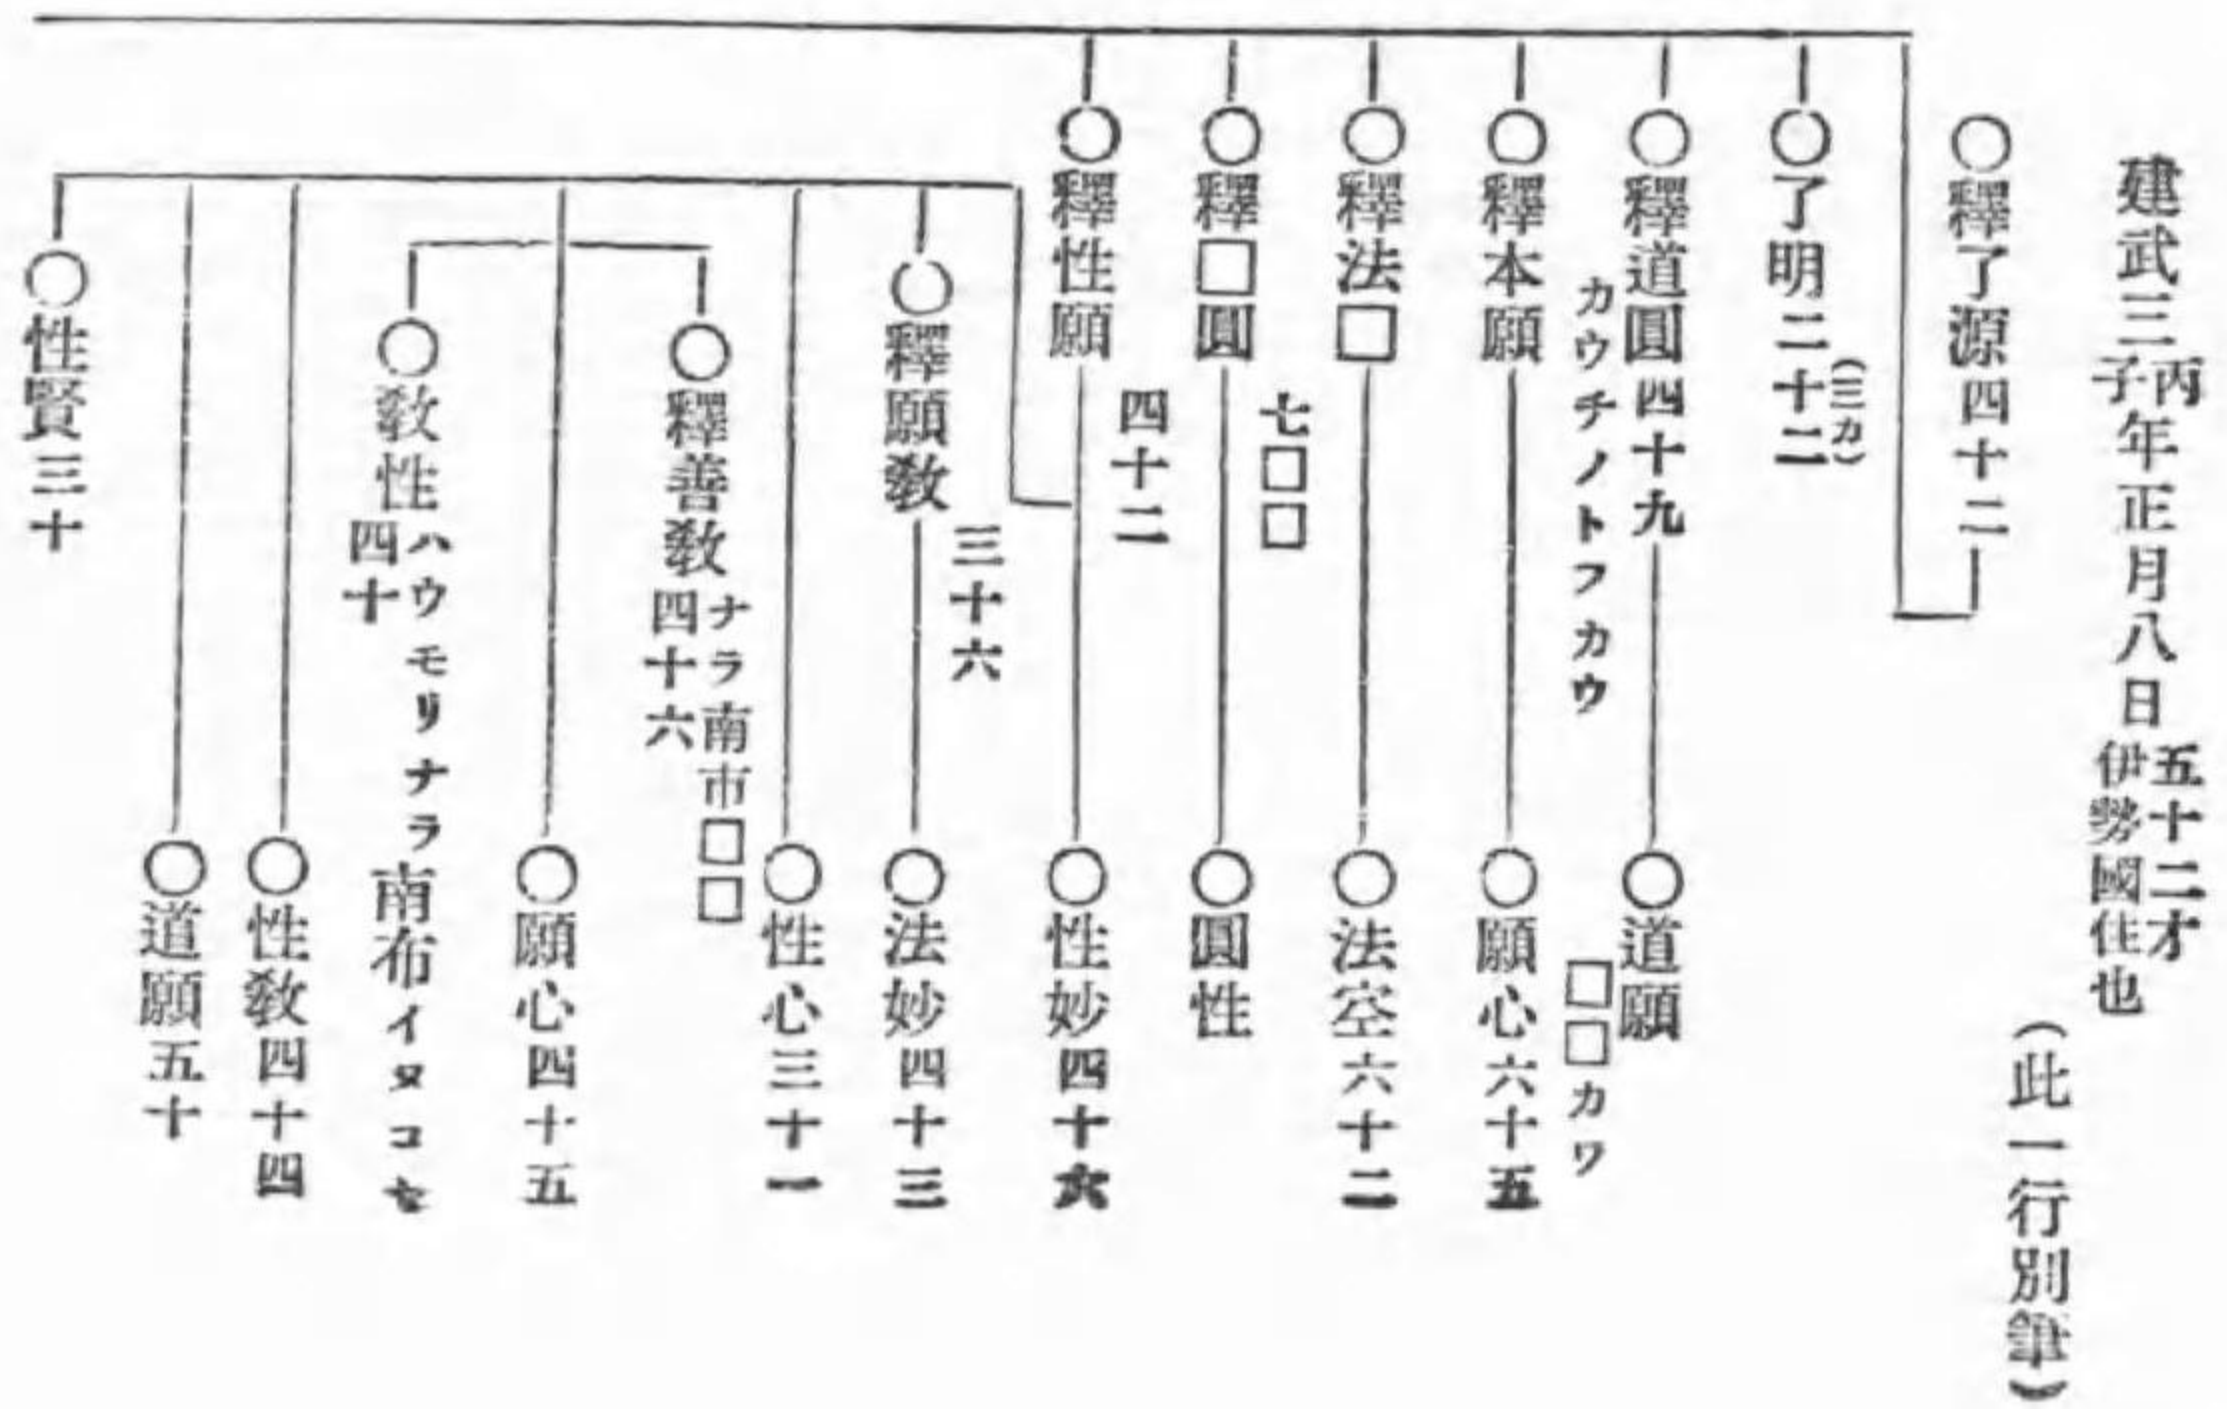 建武三丙子年正月八日五十二才伊勢國住也
(此一行別筆)
○釋了源四十二
○了明二十二
(三カ)
○釋道圓四十九
カウチノトフカウ
○道願
□□カワ
○釋本願
○願心六十五
○釋法□
○法空六十二
○釋□圓
七□□
○圓性
○釋性願
四十二
○性妙四十六
○釋願敎
三十六
○法妙四十三
○性心三十一
○釋善敎
ナラ南市□□
四十六
○願心四十五
○敎性
ハウモリナラ南布イヌコセ
四十
○性敎四十四
○道願五十
○性賢三十